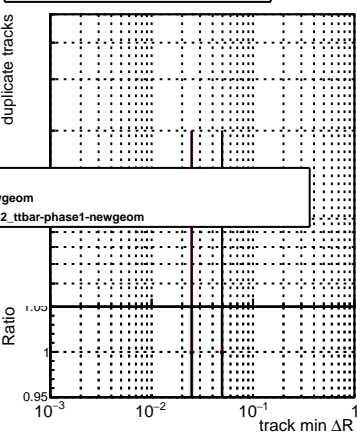 duplicate tracks
wgeom
2_ttbar-phase1-newgeom
1.05
Ratio
1
0.95
10⁻³ 10⁻² 10⁻¹ 1
track min ΔR